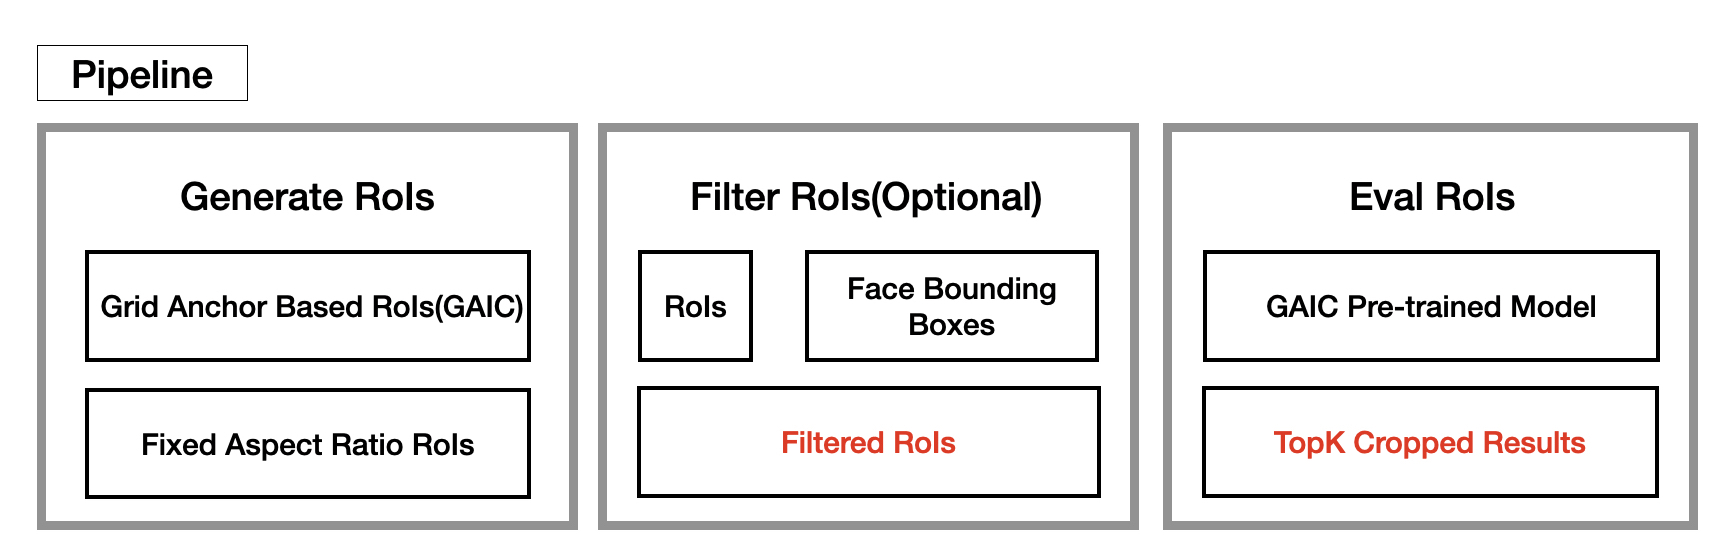 Pipeline
Generate RoIs
Grid Anchor Based RoIs(GAIC)
Fixed Aspect Ratio RoIs
Filter RoIs(Optional)
RoIs
Face Bounding
Boxes
Filtered RoIs
Eval RoIs
GAIC Pre-trained Model
TopK Cropped Results